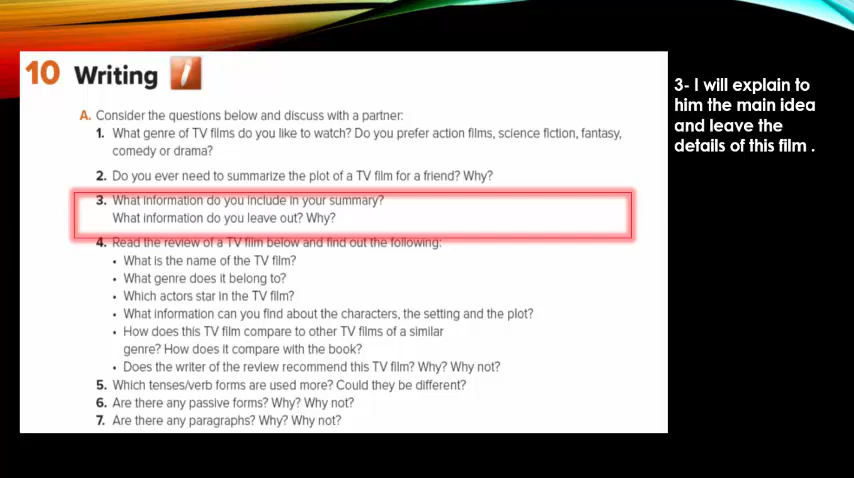 10 Writing
A. Consider the questions below and discuss with a partner:
1. What genre of TV films do you like to watch? Do you prefer action films, science fiction, fantasy,
comedy or drama?
2. Do you ever need to summarize the plot of a TV film for a friend? Why?
3. What information do you include in your summary?
What information do you leave out? Why?
4. Read the review of a TV film below and find out the following:
• What is the name of the TV film?
• What genre does it belong to?
• Which actors star in the TV film?
• What information can you find about the characters, the setting and the plot?
• How does this TV film compare to other TV films of a similar
genre? How does it compare with the book?
• Does the writer of the review recommend this TV film? Why? Why not?
5. Which tenses/verb forms are used more? Could they be different?
6. Are there any passive forms? Why? Why not?
7. Are there any paragraphs? Why? Why not?
3- I will explain to
him the main idea
and leave the
details of this film .